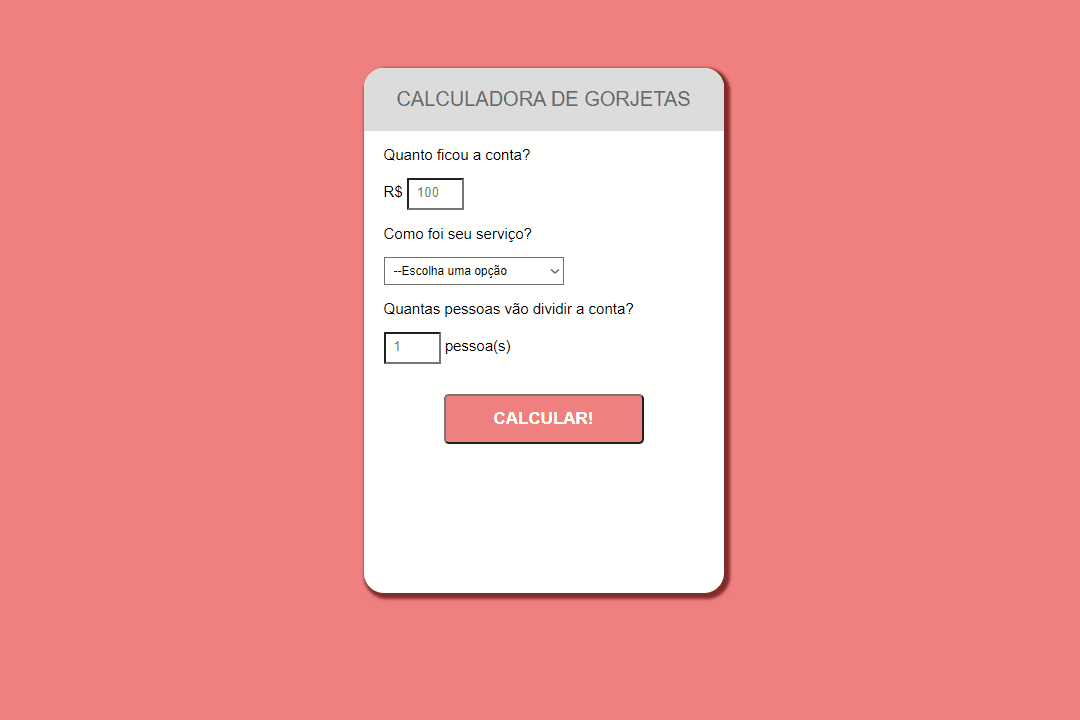 CALCULADORA DE GORJETAS
Quanto ficou a conta?
R$ 100
Como foi seu serviço?
--Escolha uma opção
Quantas pessoas vão dividir a conta?
1 pessoa(s)
CALCULAR!